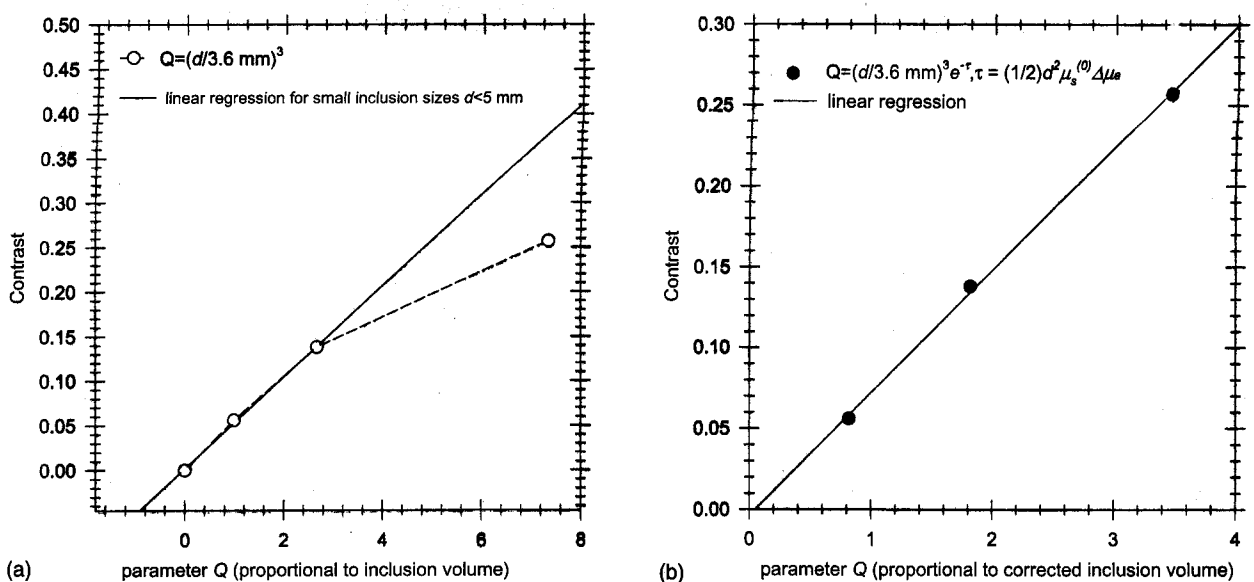 0.50
0.45
0.40
0.35
0.30
0.25
0.20
0.15
0.10
0.05
0.00
Contrast
Q=(d/3.6 mm)³
linear regression for small inclusion sizes d<5 mm
0 2 4 6 8
(a)
parameter Q (proportional to inclusion volume)
0.30
0.20
0.15
0.10
0.05
0.00
Contrast
Q=(d/3.6 mm)³e^-τ,τ = (1/2)d²μs⁽⁰⁾Δμa
linear regression
0 1 2 3 4
(b)
parameter Q (proportional to corrected inclusion volume)